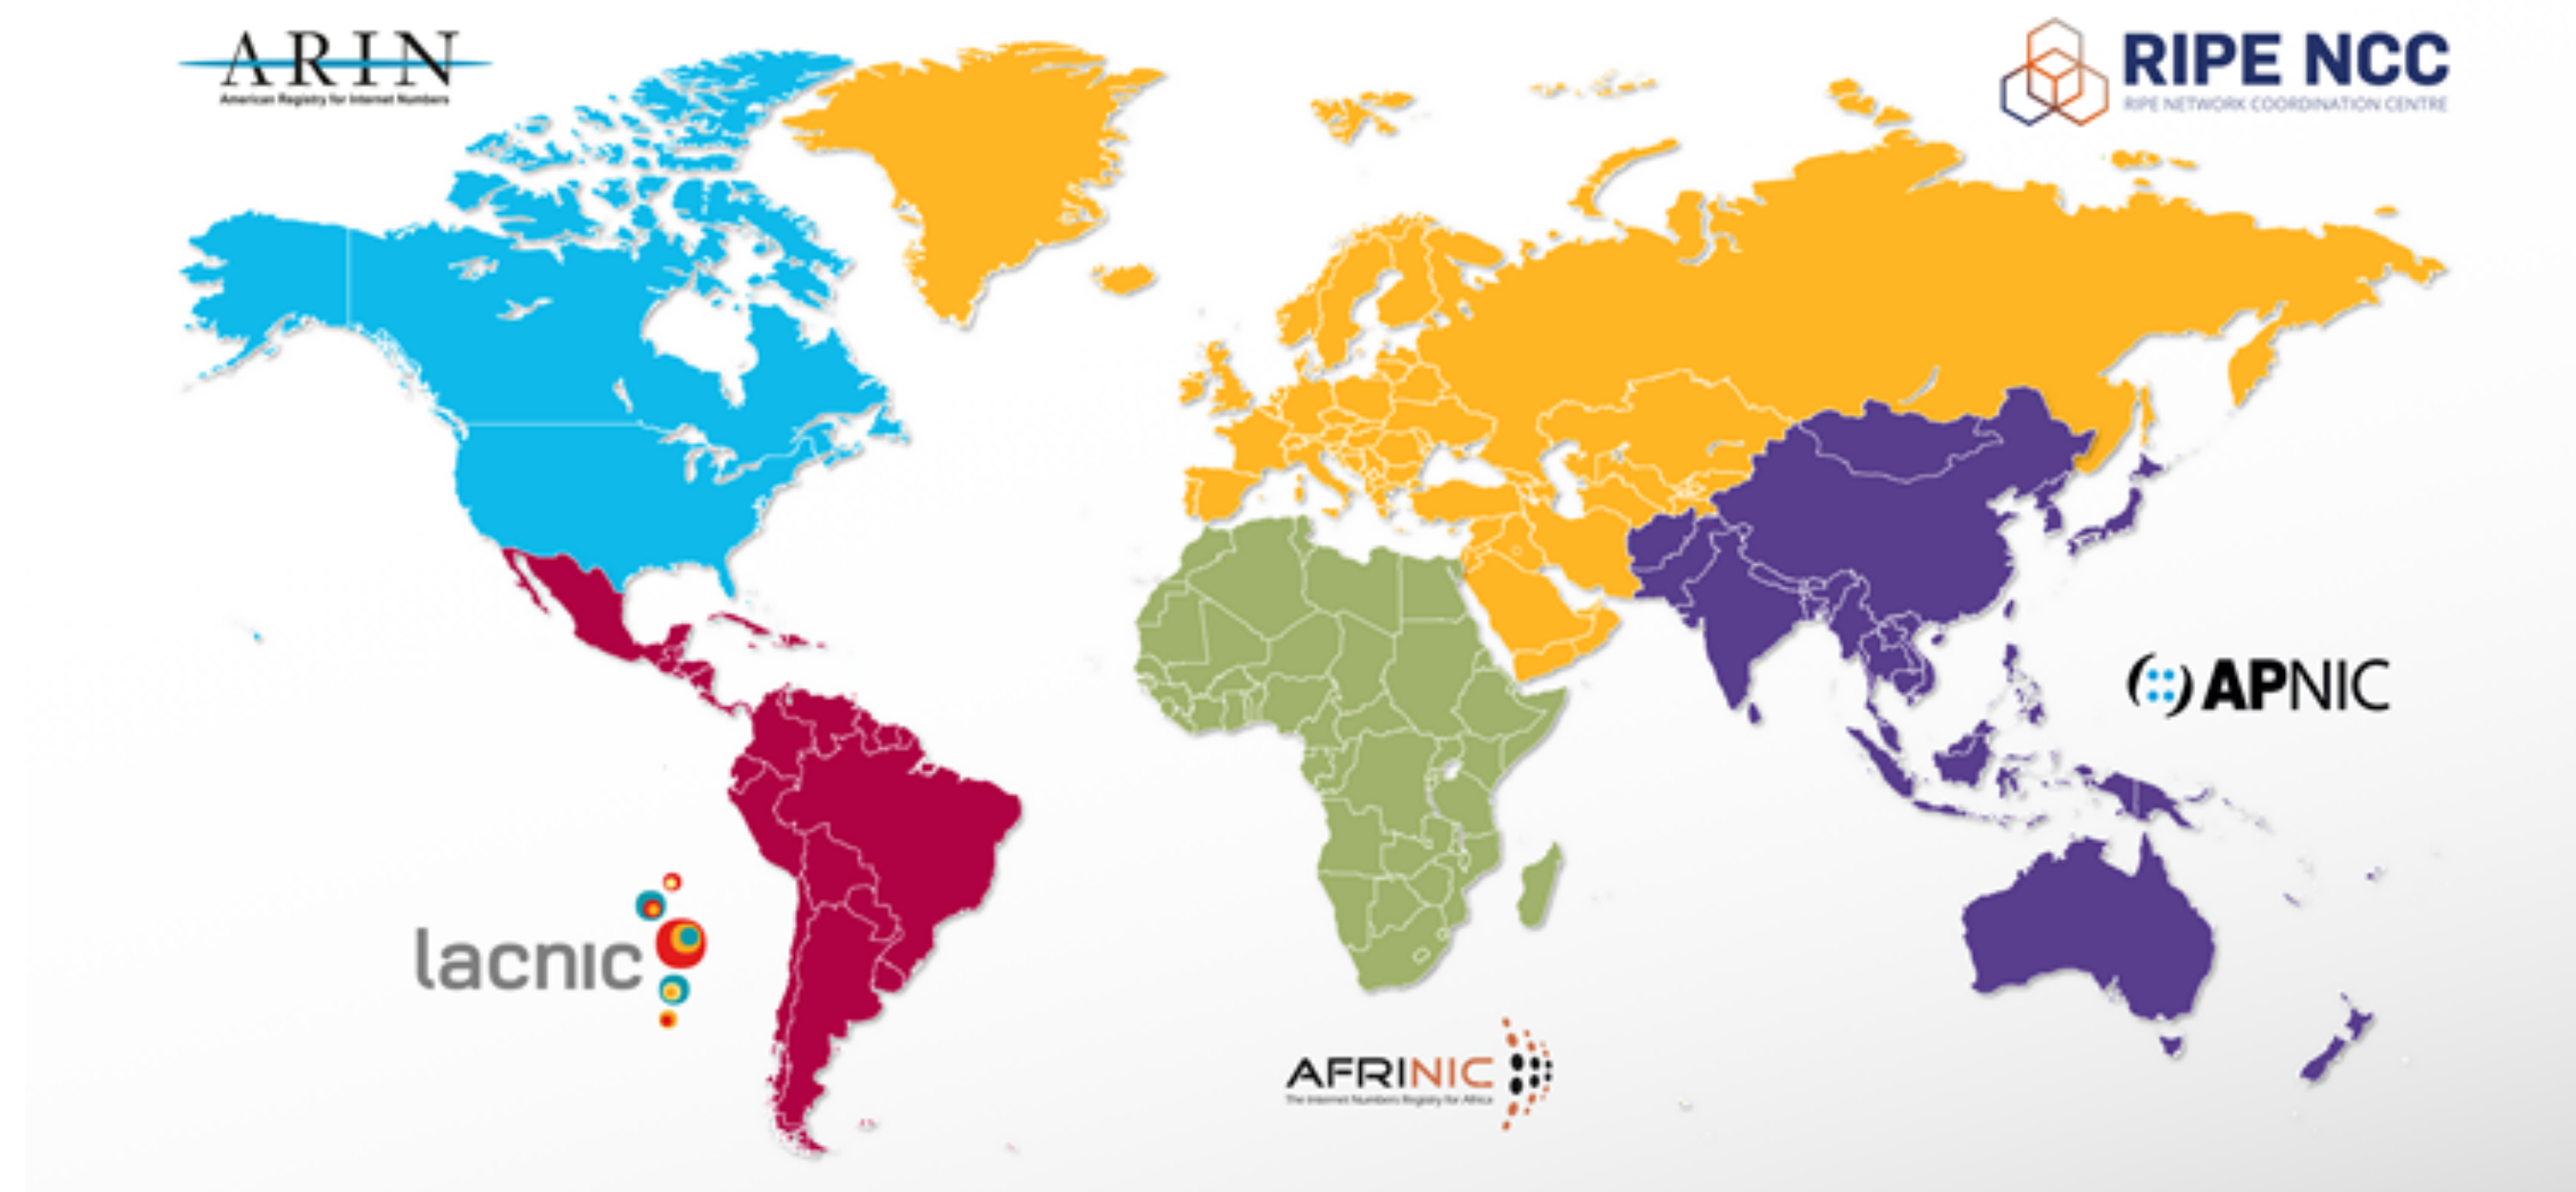 ARIN
American Registry for Internet Numbers
RIPE NCC
RIPE NETWORK COORDINATION CENTRE
APNIC
lacnic
AFRINIC
The Internet Numbers Registry for Africa